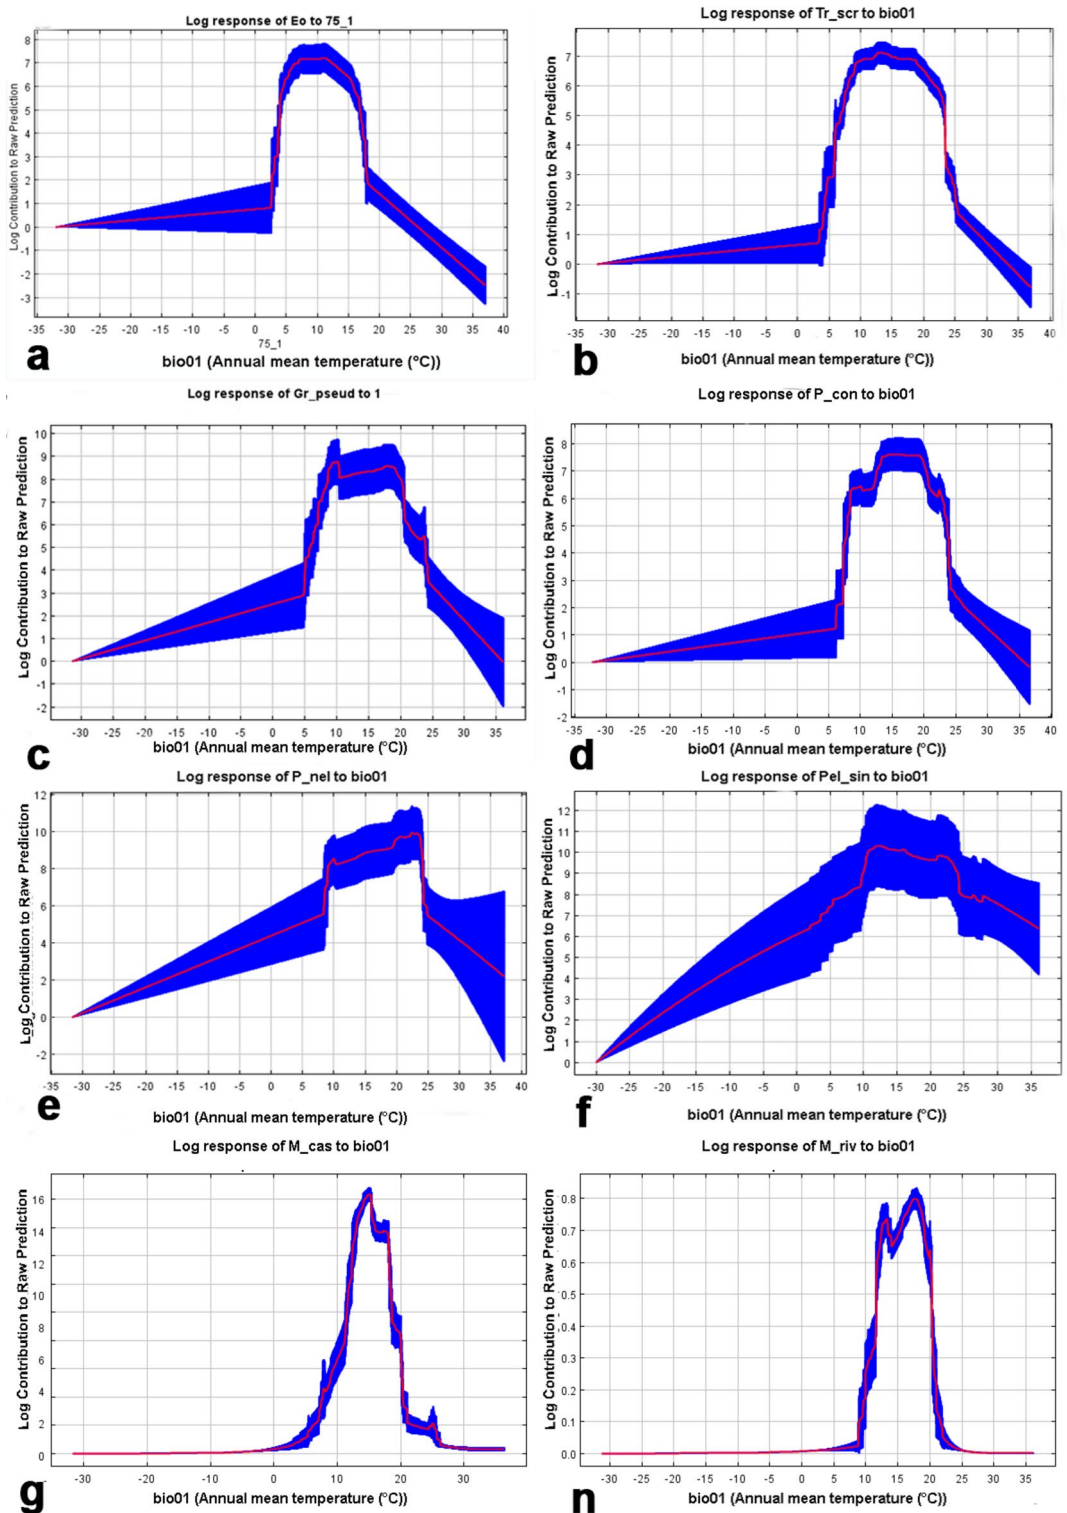 Log response of Eo to 75_1
Log Contribution to Raw Prediction
8
7
6
5
4
3
2
1
0
-1
-2
-3
-35 -30 -25 -20 -15 -10 -5 0 5 10 15 20 25 30 35 40
75_1
a
bio01 (Annual mean temperature (°C))
Log response of Tr_scr to bio01
Log Contribution to Raw Prediction
7
6
5
4
3
2
1
0
-1
-35 -30 -25 -20 -15 -10 -5 0 5 10 15 20 25 30 35 40
b
bio01 (Annual mean temperature (°C))
Log response of Gr_pseud to 1
Log Contribution to Raw Prediction
10
9
8
7
6
5
4
3
2
1
0
-1
-2
-30 -25 -20 -15 -10 -5 0 5 10 15 20 25 30 35
c
bio01 (Annual mean temperature (°C))
Log response of P_con to bio01
Log Contribution to Raw Prediction
8
7
6
5
4
3
2
1
0
-1
-2
-35 -30 -25 -20 -15 -10 -5 0 5 10 15 20 25 30 35 40
d
bio01 (Annual mean temperature (°C))
Log response of P_nel to bio01
Log Contribution to Raw Prediction
12
10
8
6
4
2
0
-2
-30 -25 -20 -15 -10 -5 0 5 10 15 20 25 30 35 40
e
bio01 (Annual mean temperature (°C))
Log response of Pel_sin to bio01
Log Contribution to Raw Prediction
12
11
10
9
8
7
6
5
4
3
2
1
0
-30 -25 -20 -15 -10 -5 0 5 10 15 20 25 30 35
f
bio01 (Annual mean temperature (°C))
Log response of M_cas to bio01
Log Contribution to Raw Prediction
16
14
12
10
8
6
4
2
0
-30 -20 -10 0 10 20 30
g
bio01 (Annual mean temperature (°C))
Log response of M_riv to bio01
Log Contribution to Raw Prediction
0.8
0.7
0.6
0.5
0.4
0.3
0.2
0.1
0.0
-30 -25 -20 -15 -10 -5 0 5 10 15 20 25 30 35
n
bio01 (Annual mean temperature (°C))